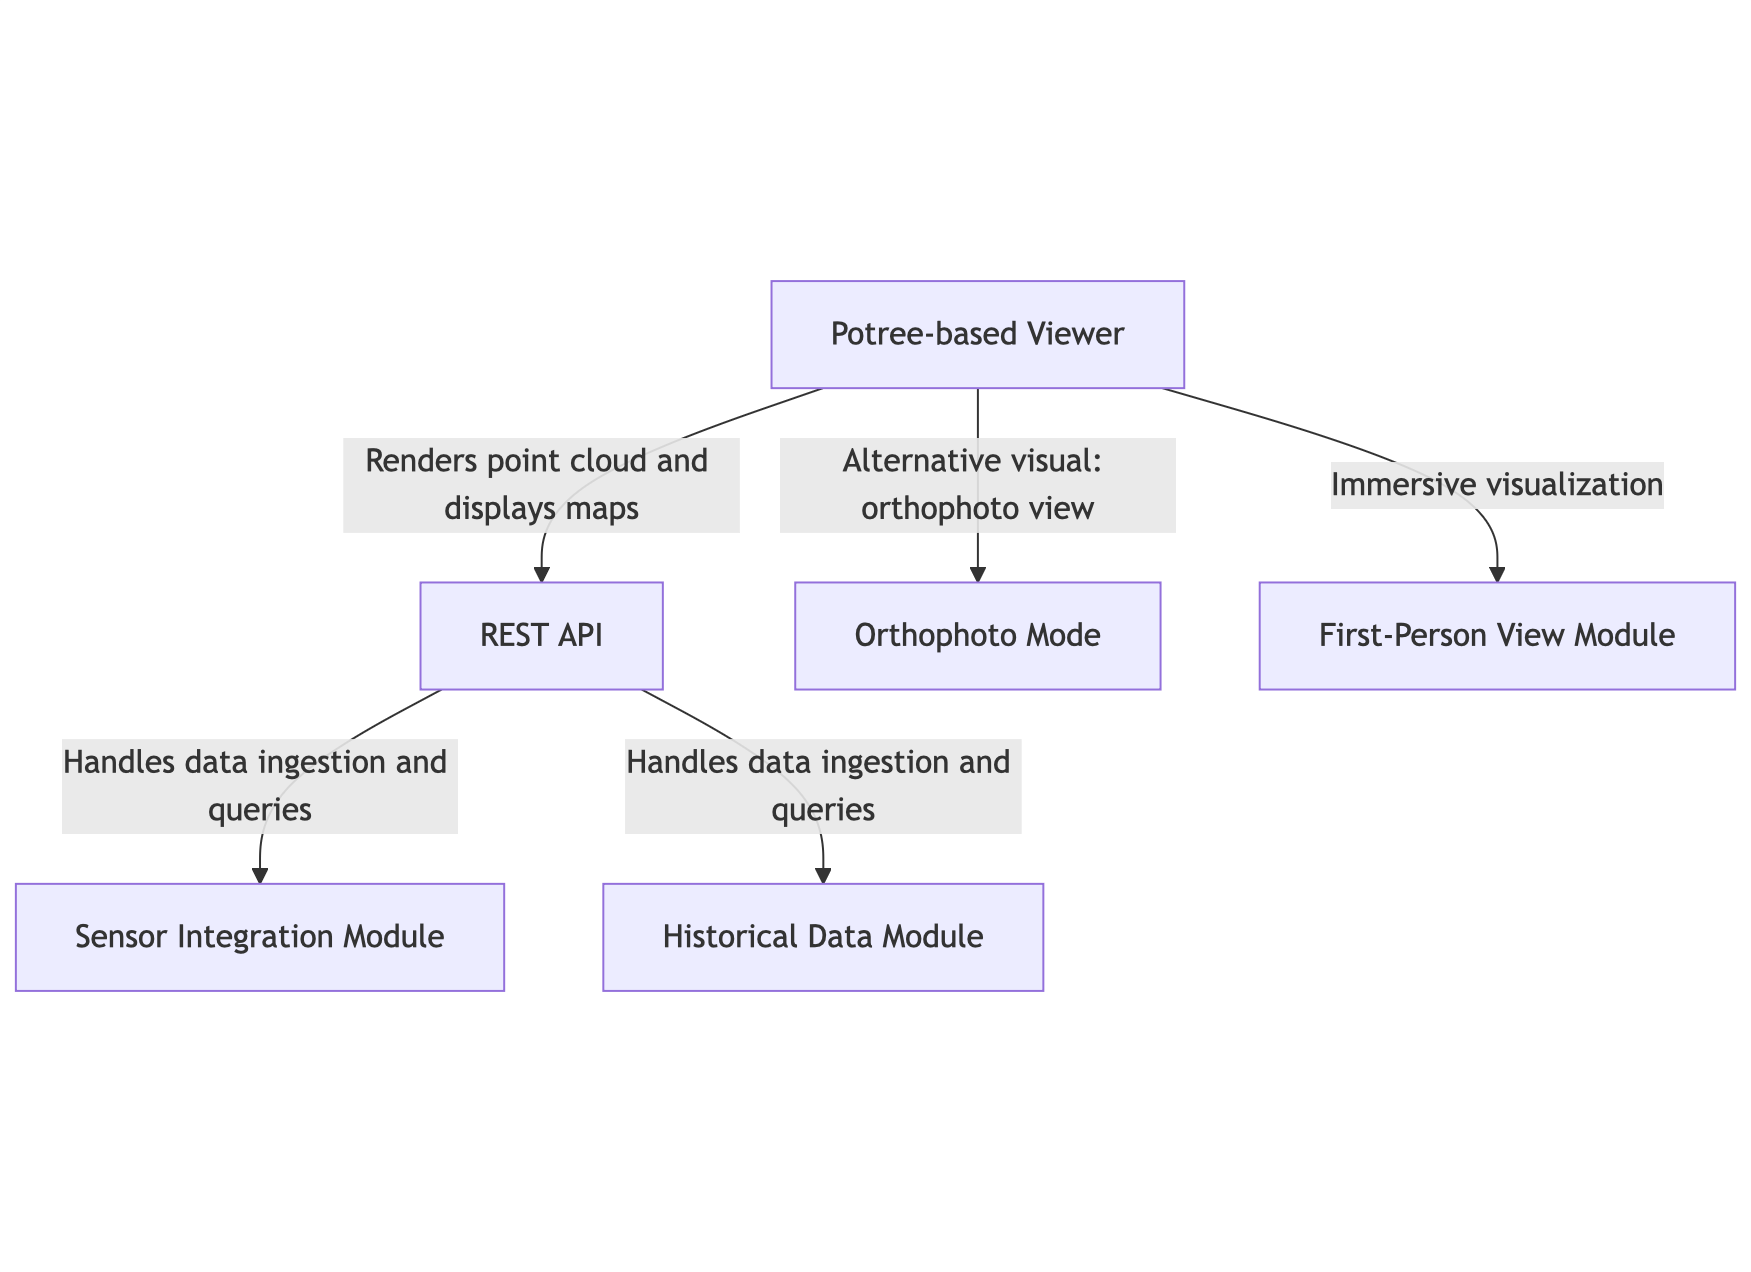 Potree-based Viewer
Renders point cloud and
displays maps
Alternative visual:
orthophoto view
Immersive visualization
REST API
Orthophoto Mode
First-Person View Module
Handles data ingestion and
queries
Handles data ingestion and
queries
Sensor Integration Module
Historical Data Module